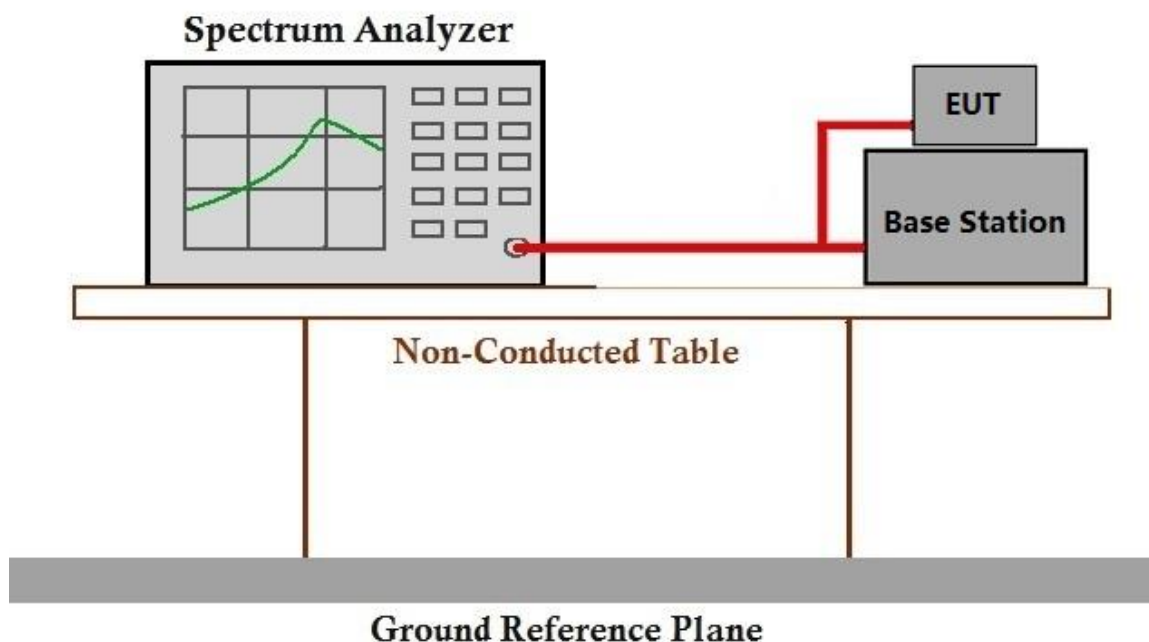 Spectrum Analyzer
EUT
Base Station
Non-Conducted Table
Ground Reference Plane